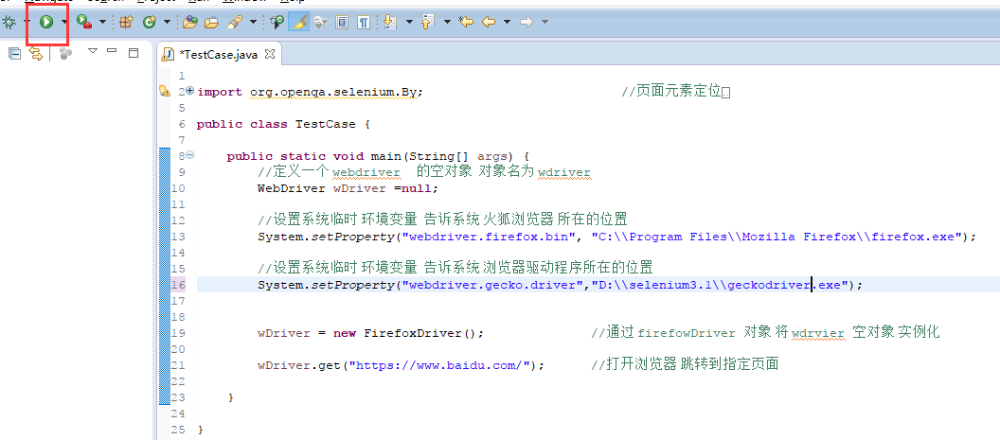 Navigate Search Project Run Window Help
*TestCase.java
1
2 import org.openqa.selenium.By; //页面元素定位
5
6 public class TestCase {
7
8 public static void main(String[] args) {
9 //定义一个webdriver 的空对象 对象名为wdriver
10 WebDriver wDriver =null;
11
12 //设置系统临时 环境变量 告诉系统 火狐浏览器 所在的位置
13 System.setProperty("webdriver.firefox.bin", "C:\\Program Files\\Mozilla Firefox\\firefox.exe");
14
15 //设置系统临时 环境变量 告诉系统 浏览器驱动程序所在的位置
16 System.setProperty("webdriver.gecko.driver","D:\\selenium3.1\\geckodriver.exe");
17
18
19 wDriver = new FirefoxDriver(); //通过firefowDriver 对象 将wdrvier 空对象 实例化
20
21 wDriver.get("https://www.baidu.com/"); //打开浏览器 跳转到指定页面
22
23 }
24
25 }